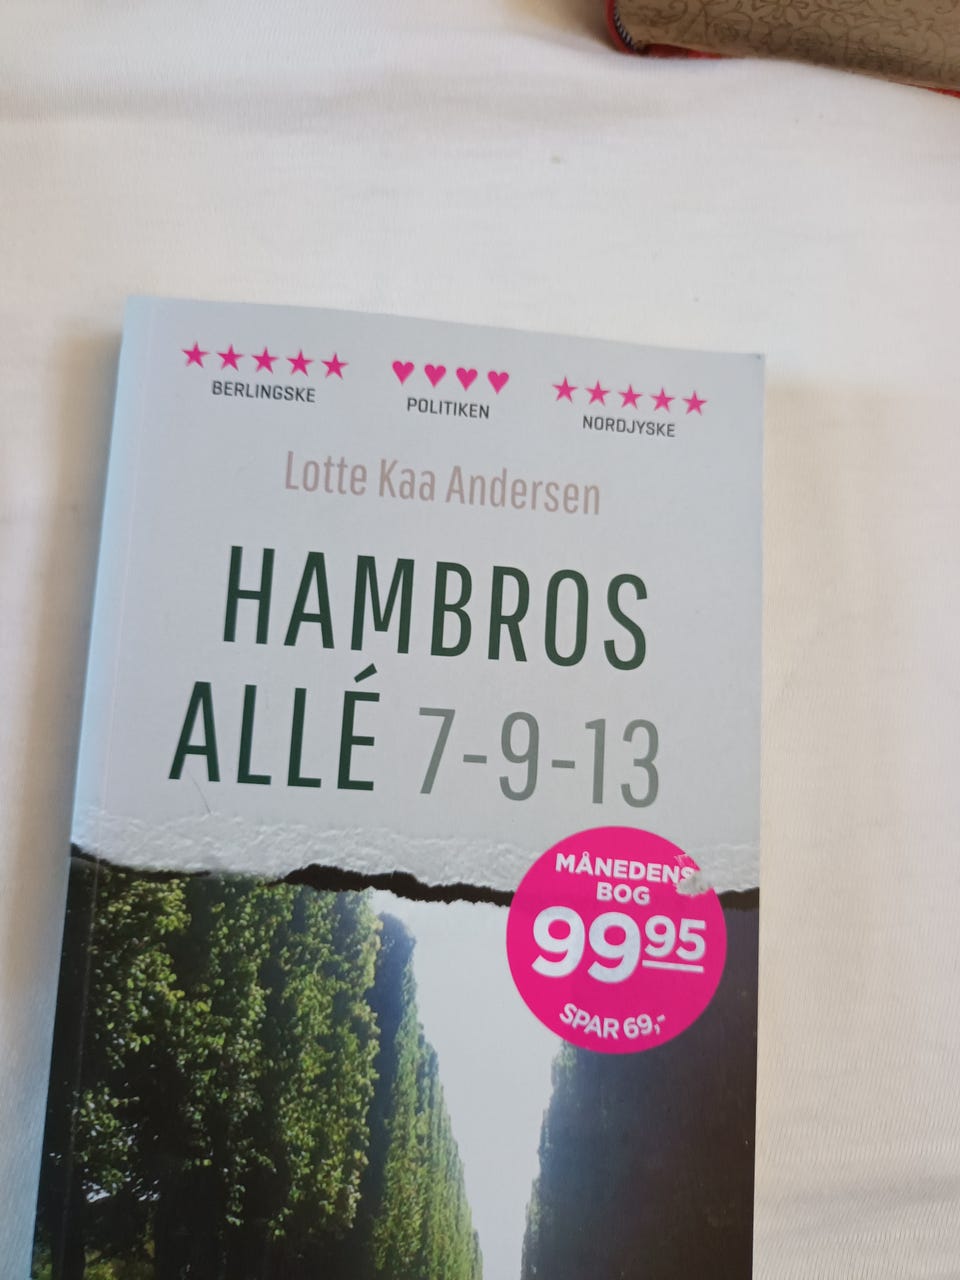 ★★★★★
BERLINGSKE
♥♥♥♥
POLITIKEN
★★★★★
NORDJYSKE
Lotte Kaa Andersen
HAMBROS
ALLÉ 7-9-13
MÅNEDENS
BOG
99 95
SPAR 69,-